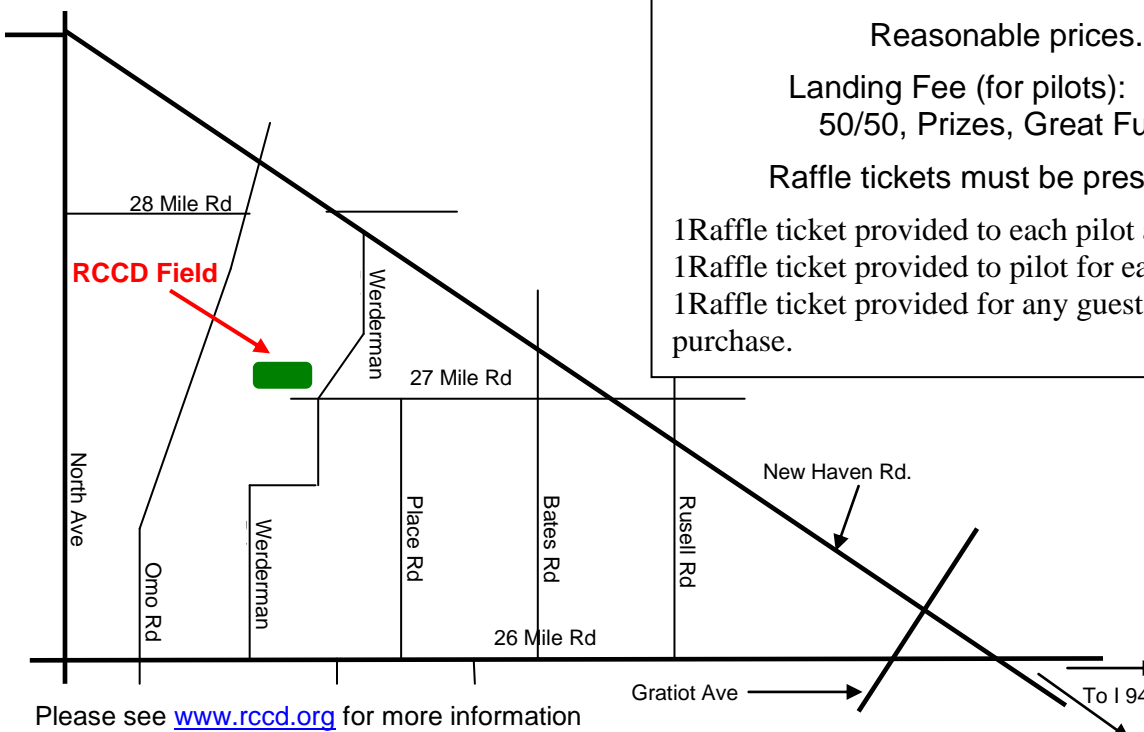 Reasonable prices.
Landing Fee (for pilots):
50/50, Prizes, Great
Raffle tickets must be
1Raffle ticket provided to each pilot
1Raffle ticket provided to pilot for
1Raffle ticket provided for any guest
purchase.
28 Mile Rd
RCCD Field
Werderman
27 Mile Rd
North Ave
New Haven Rd.
Omo Rd
Werderman
Place Rd
Bates Rd
Rusell Rd
26 Mile Rd
Gratiot Ave
To I 94
Please see www.rccd.org for more information